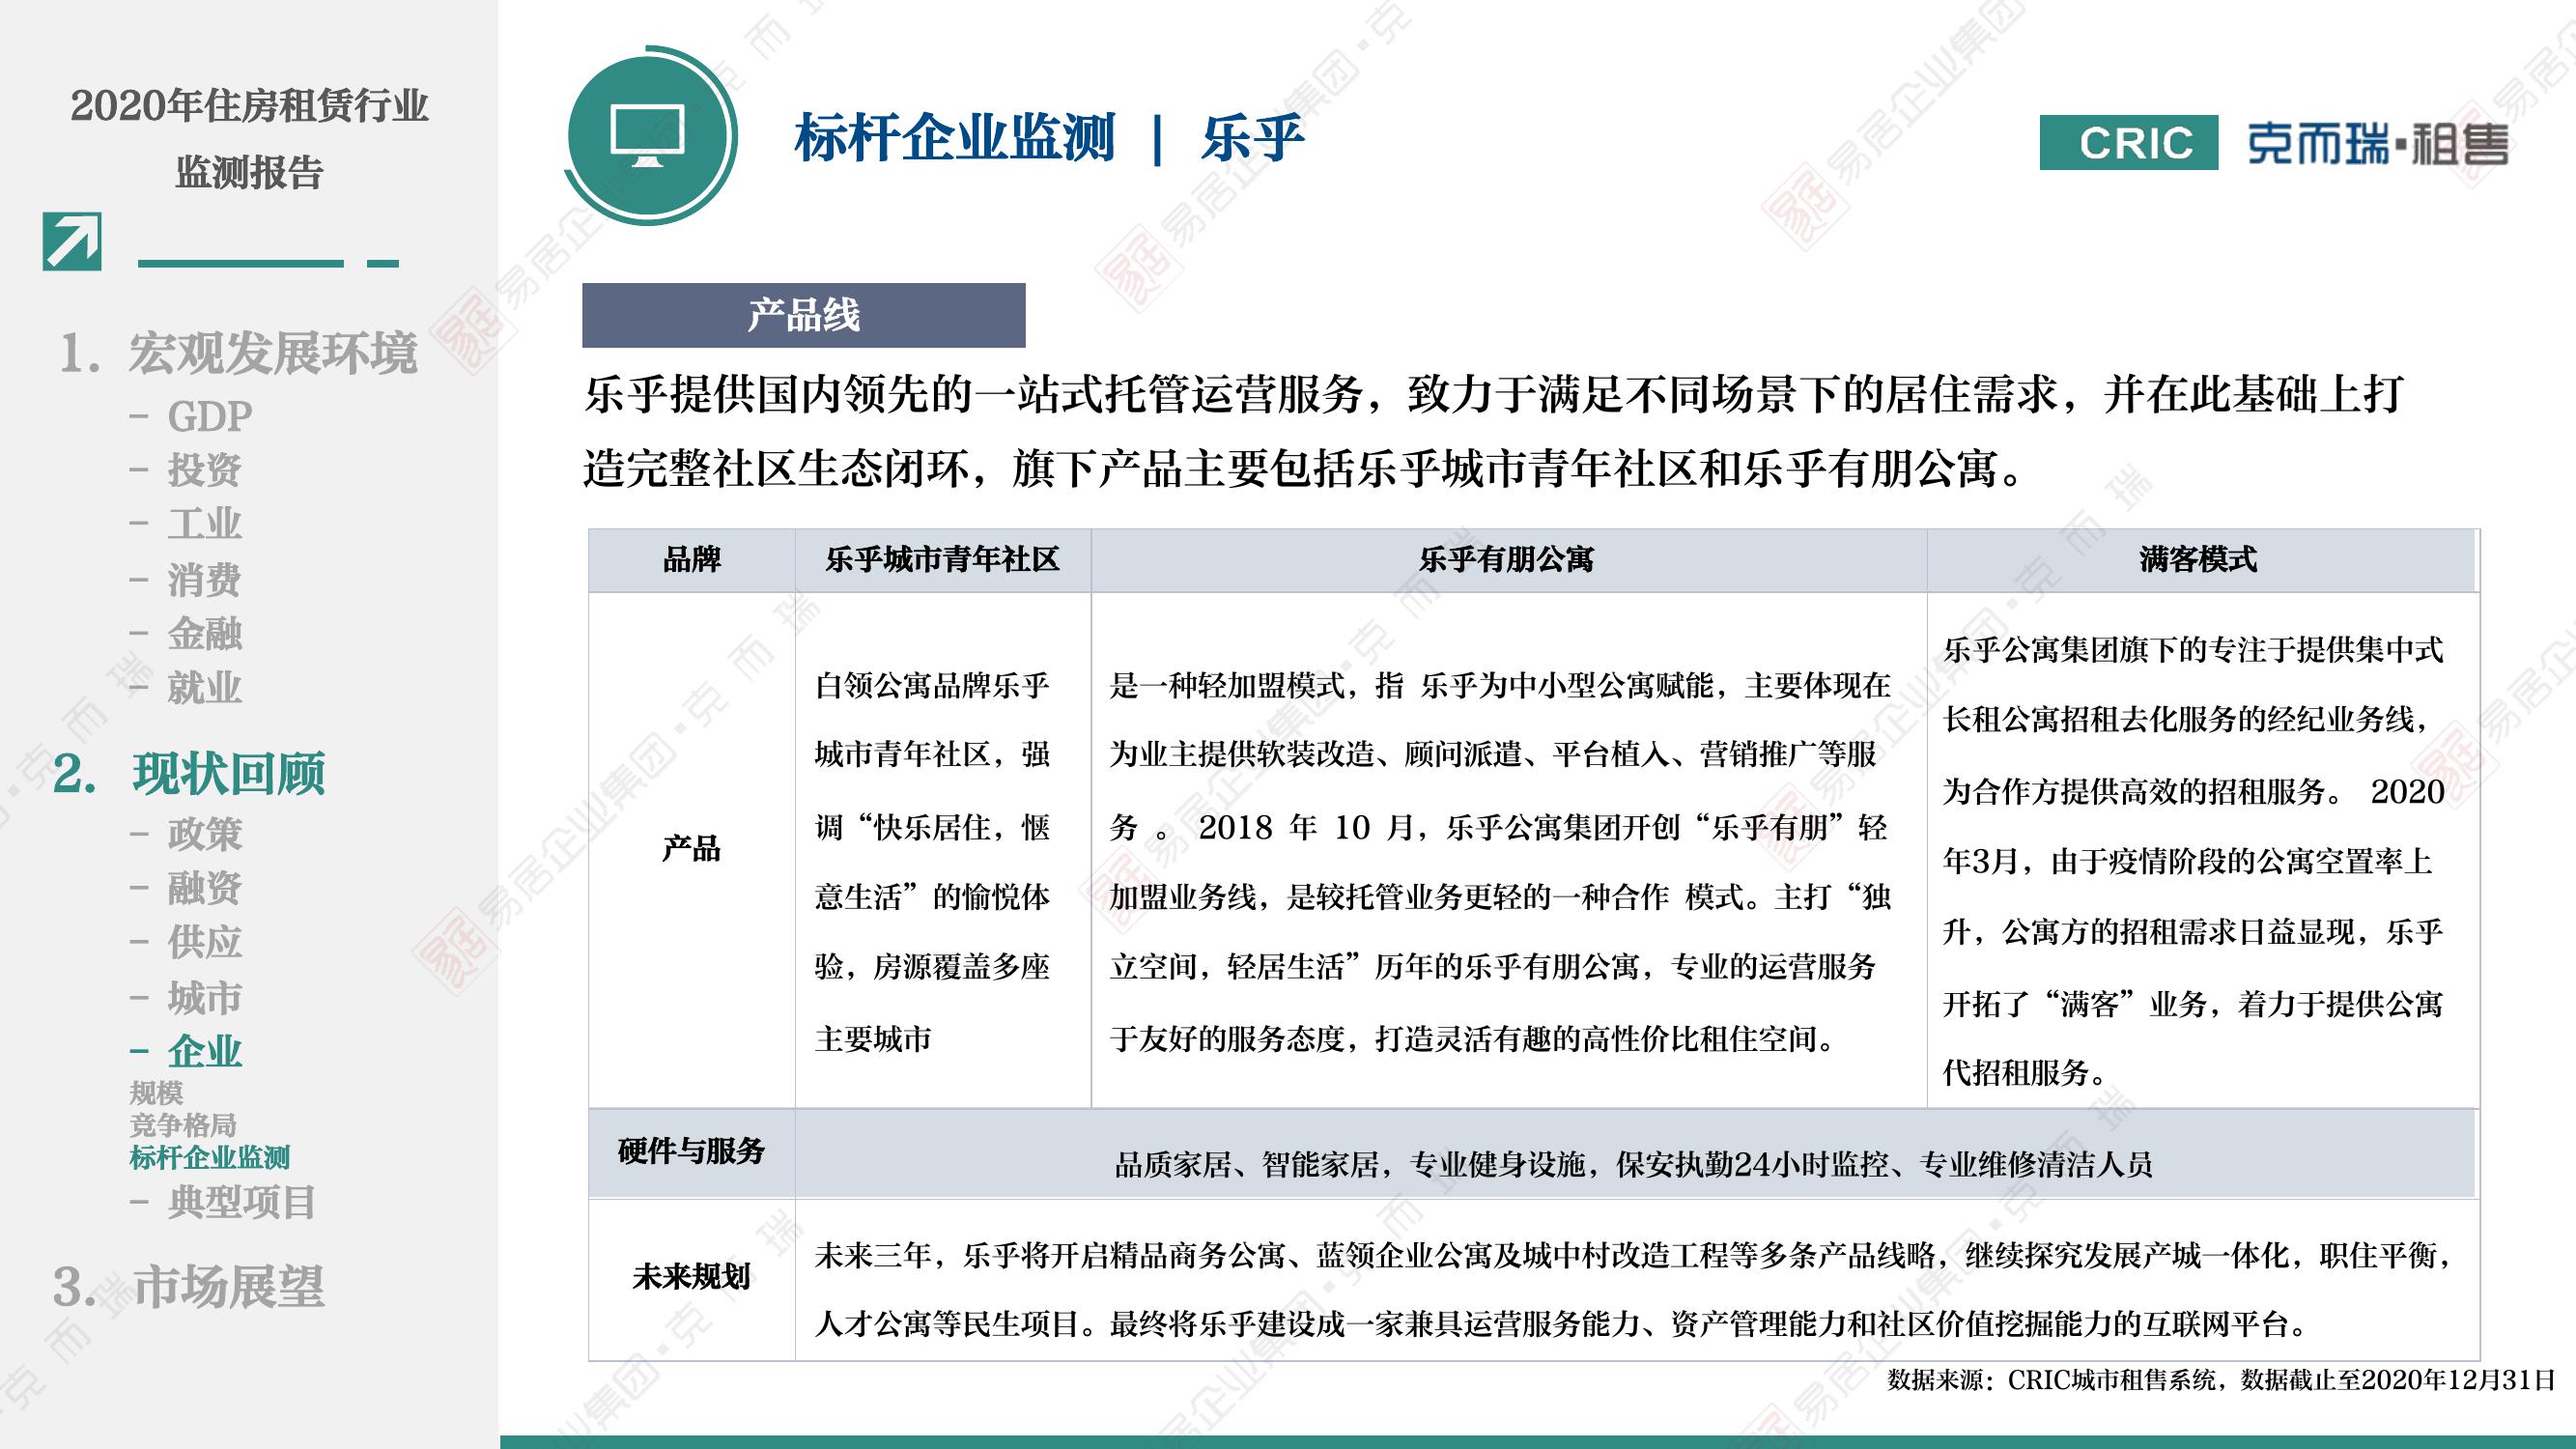 2020年住房租赁行业
监测报告
1. 宏观发展环境
– GDP
– 投资
– 工业
– 消费
– 金融
– 就业
2. 现状回顾
– 政策
– 融资
– 供应
– 城市
– 企业
规模
竞争格局
标杆企业监测
– 典型项目
3. 市场展望
标杆企业监测 | 乐乎
CRIC 克而瑞·租售
产品线
乐乎提供国内领先的一站式托管运营服务，致力于满足不同场景下的居住需求，并在此基础上打
造完整社区生态闭环，旗下产品主要包括乐乎城市青年社区和乐乎有朋公寓。
品牌 乐乎城市青年社区 乐乎有朋公寓 满客模式
产品
白领公寓品牌乐乎
城市青年社区，强
调“快乐居住，惬
意生活”的愉悦体
验，房源覆盖多座
主要城市
是一种轻加盟模式，指 乐乎为中小型公寓赋能，主要体现在
为业主提供软装改造、顾问派遣、平台植入、营销推广等服
务 。 2018 年 10 月，乐乎公寓集团开创“乐乎有朋”轻
加盟业务线，是较托管业务更轻的一种合作 模式。主打“独
立空间，轻居生活”历年的乐乎有朋公寓，专业的运营服务
于友好的服务态度，打造灵活有趣的高性价比租住空间。
乐乎公寓集团旗下的专注于提供集中式
长租公寓招租去化服务的经纪业务线，
为合作方提供高效的招租服务。 2020
年3月，由于疫情阶段的公寓空置率上
升，公寓方的招租需求日益显现，乐乎
开拓了“满客”业务，着力于提供公寓
代招租服务。
硬件与服务 品质家居、智能家居，专业健身设施，保安执勤24小时监控、专业维修清洁人员
未来规划
未来三年，乐乎将开启精品商务公寓、蓝领企业公寓及城中村改造工程等多条产品线略，继续探究发展产城一体化，职住平衡，
人才公寓等民生项目。最终将乐乎建设成一家兼具运营服务能力、资产管理能力和社区价值挖掘能力的互联网平台。
数据来源：CRIC城市租售系统，数据截止至2020年12月31日
易居企业集团·克而瑞